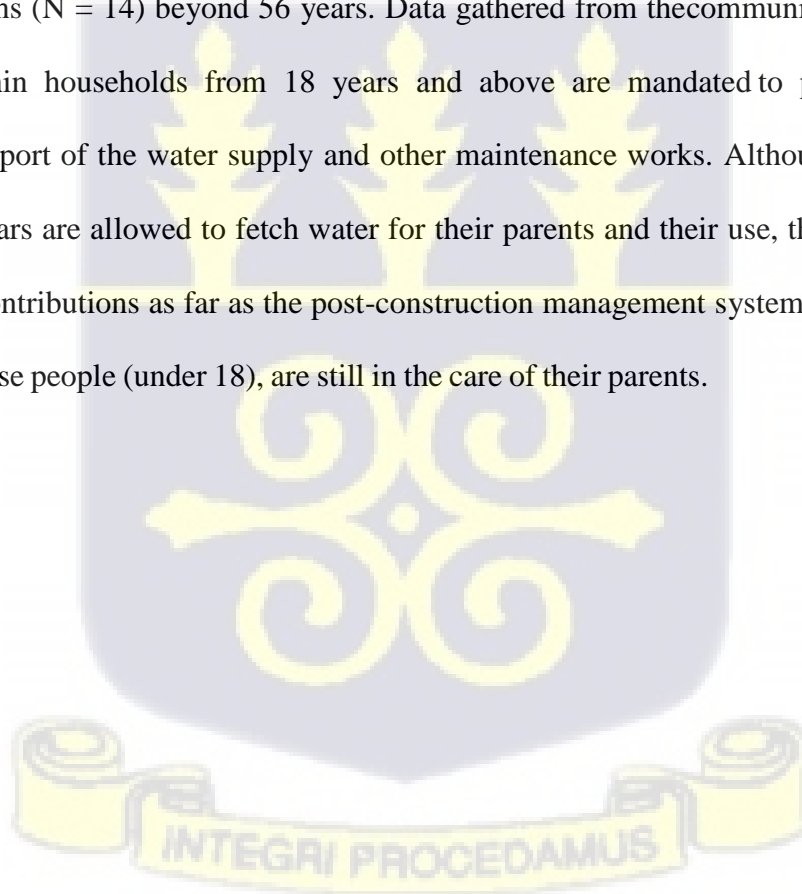 ns (N = 14) beyond 56 years. Data gathered from thecommuni
in households from 18 years and above are mandated to
port of the water supply and other maintenance works. Althou
ars are allowed to fetch water for their parents and their use, th
ontributions as far as the post-construction management system
se people (under 18), are still in the care of their parents.
INTEGRI PROCEDAMUS